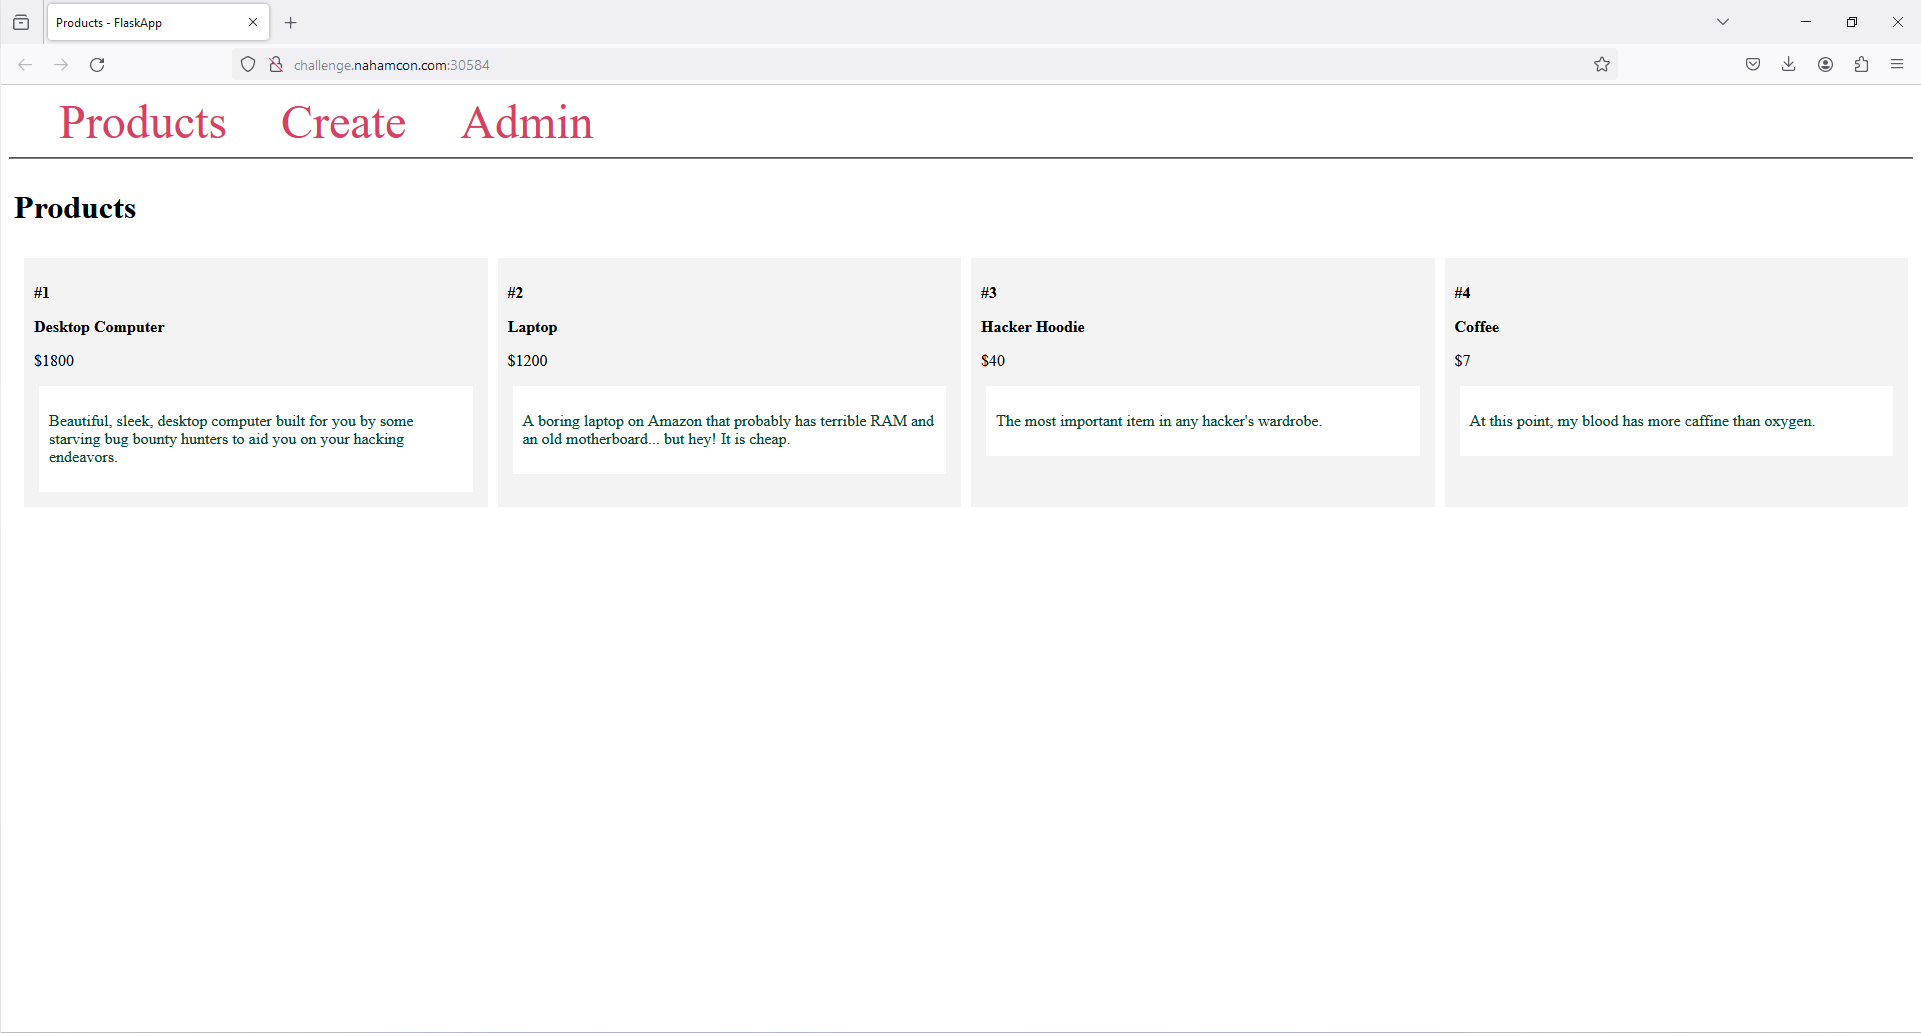 Products - FlaskApp
challenge.nahamcon.com:30584
Products Create Admin
Products
#1
Desktop Computer
$1800
Beautiful, sleek, desktop computer built for you by some
starving bug bounty hunters to aid you on your hacking
endeavors.
#2
Laptop
$1200
A boring laptop on Amazon that probably has terrible RAM and
an old motherboard... but hey! It is cheap.
#3
Hacker Hoodie
$40
The most important item in any hacker's wardrobe.
#4
Coffee
$7
At this point, my blood has more caffine than oxygen.